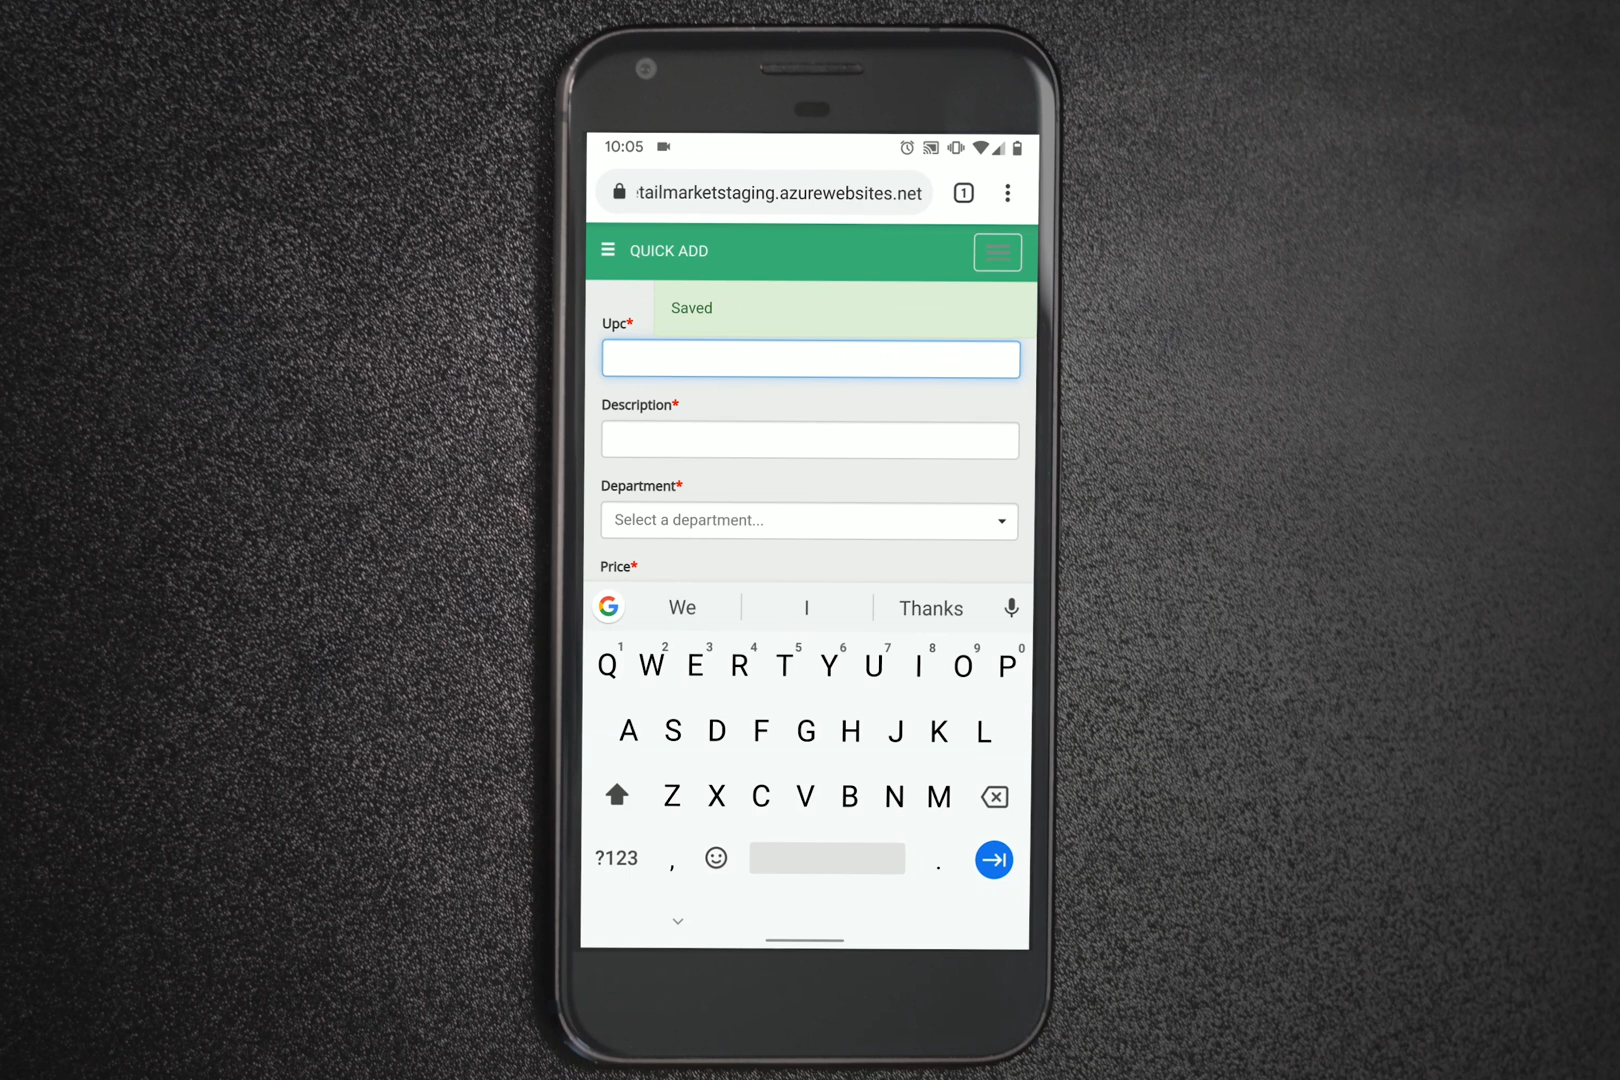 10:05
tailmarketstaging.azurewebsites.net
1
QUICK ADD
Saved
Upc*
Description*
Department*
Select a department...
Price*
G We I Thanks
1 2 3 4 5 6 7 8 9 0
Q W E R T Y U I O P
A S D F G H J K L
Z X C V B N M
?123 , .